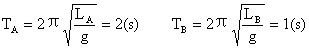 T_A = 2π√(L_A/g) = 2(s) T_B = 2π√(L_B/g) = 1(s)